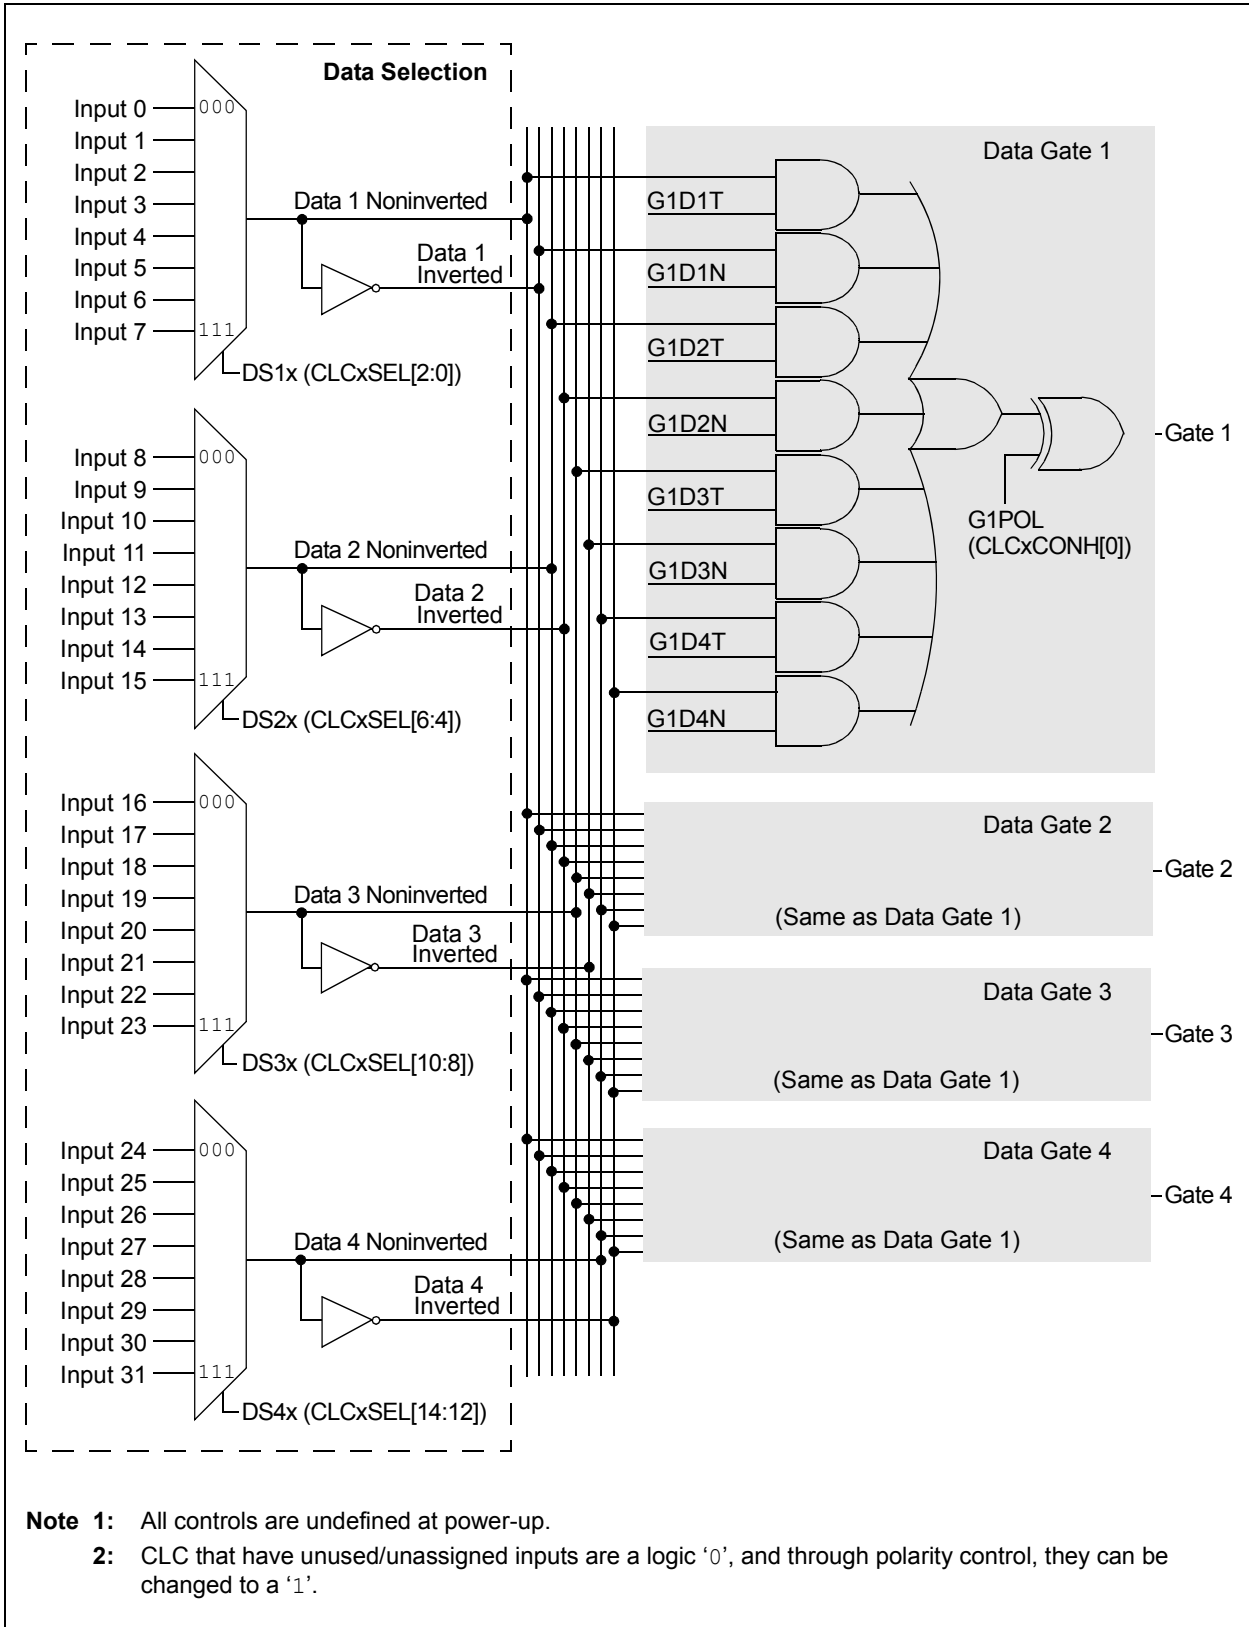 Data Selection
Input 0
000
Input 1
Input 2
Input 3
Input 4
Input 5
Input 6
Input 7
111
Data 1 Noninverted
Data 1
Inverted
DS1x (CLCxSEL[2:0])
Input 8
000
Input 9
Input 10
Input 11
Input 12
Input 13
Input 14
Input 15
111
Data 2 Noninverted
Data 2
Inverted
DS2x (CLCxSEL[6:4])
Input 16
000
Input 17
Input 18
Input 19
Input 20
Input 21
Input 22
Input 23
111
Data 3 Noninverted
Data 3
Inverted
DS3x (CLCxSEL[10:8])
Input 24
000
Input 25
Input 26
Input 27
Input 28
Input 29
Input 30
Input 31
111
Data 4 Noninverted
Data 4
Inverted
DS4x (CLCxSEL[14:12])
Data Gate 1
G1D1T
G1D1N
G1D2T
G1D2N
G1D3T
G1D3N
G1D4T
G1D4N
G1POL
(CLCxCONH[0])
Gate 1
Data Gate 2
(Same as Data Gate 1)
Gate 2
Data Gate 3
(Same as Data Gate 1)
Gate 3
Data Gate 4
(Same as Data Gate 1)
Gate 4
Note 1: All controls are undefined at power-up.
2: CLC that have unused/unassigned inputs are a logic ‘0’, and through polarity control, they can be
changed to a ‘1’.